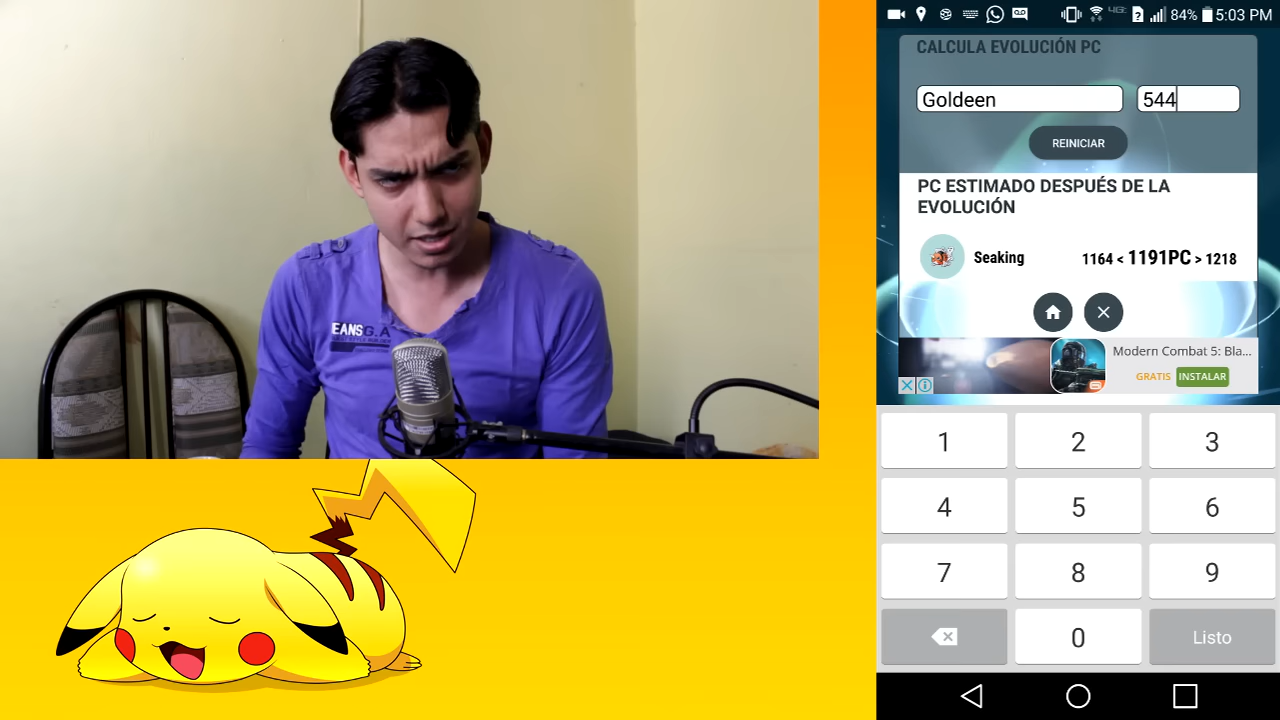 EANS G.A
84% 5:03 PM
CALCULA EVOLUCIÓN PC
Goldeen 544
REINICIAR
PC ESTIMADO DESPUÉS DE LA
EVOLUCIÓN
Seaking 1164 < 1191PC > 1218
Modern Combat 5: Bla...
GRATIS INSTALAR
1 2 3
4 5 6
7 8 9
0 Listo